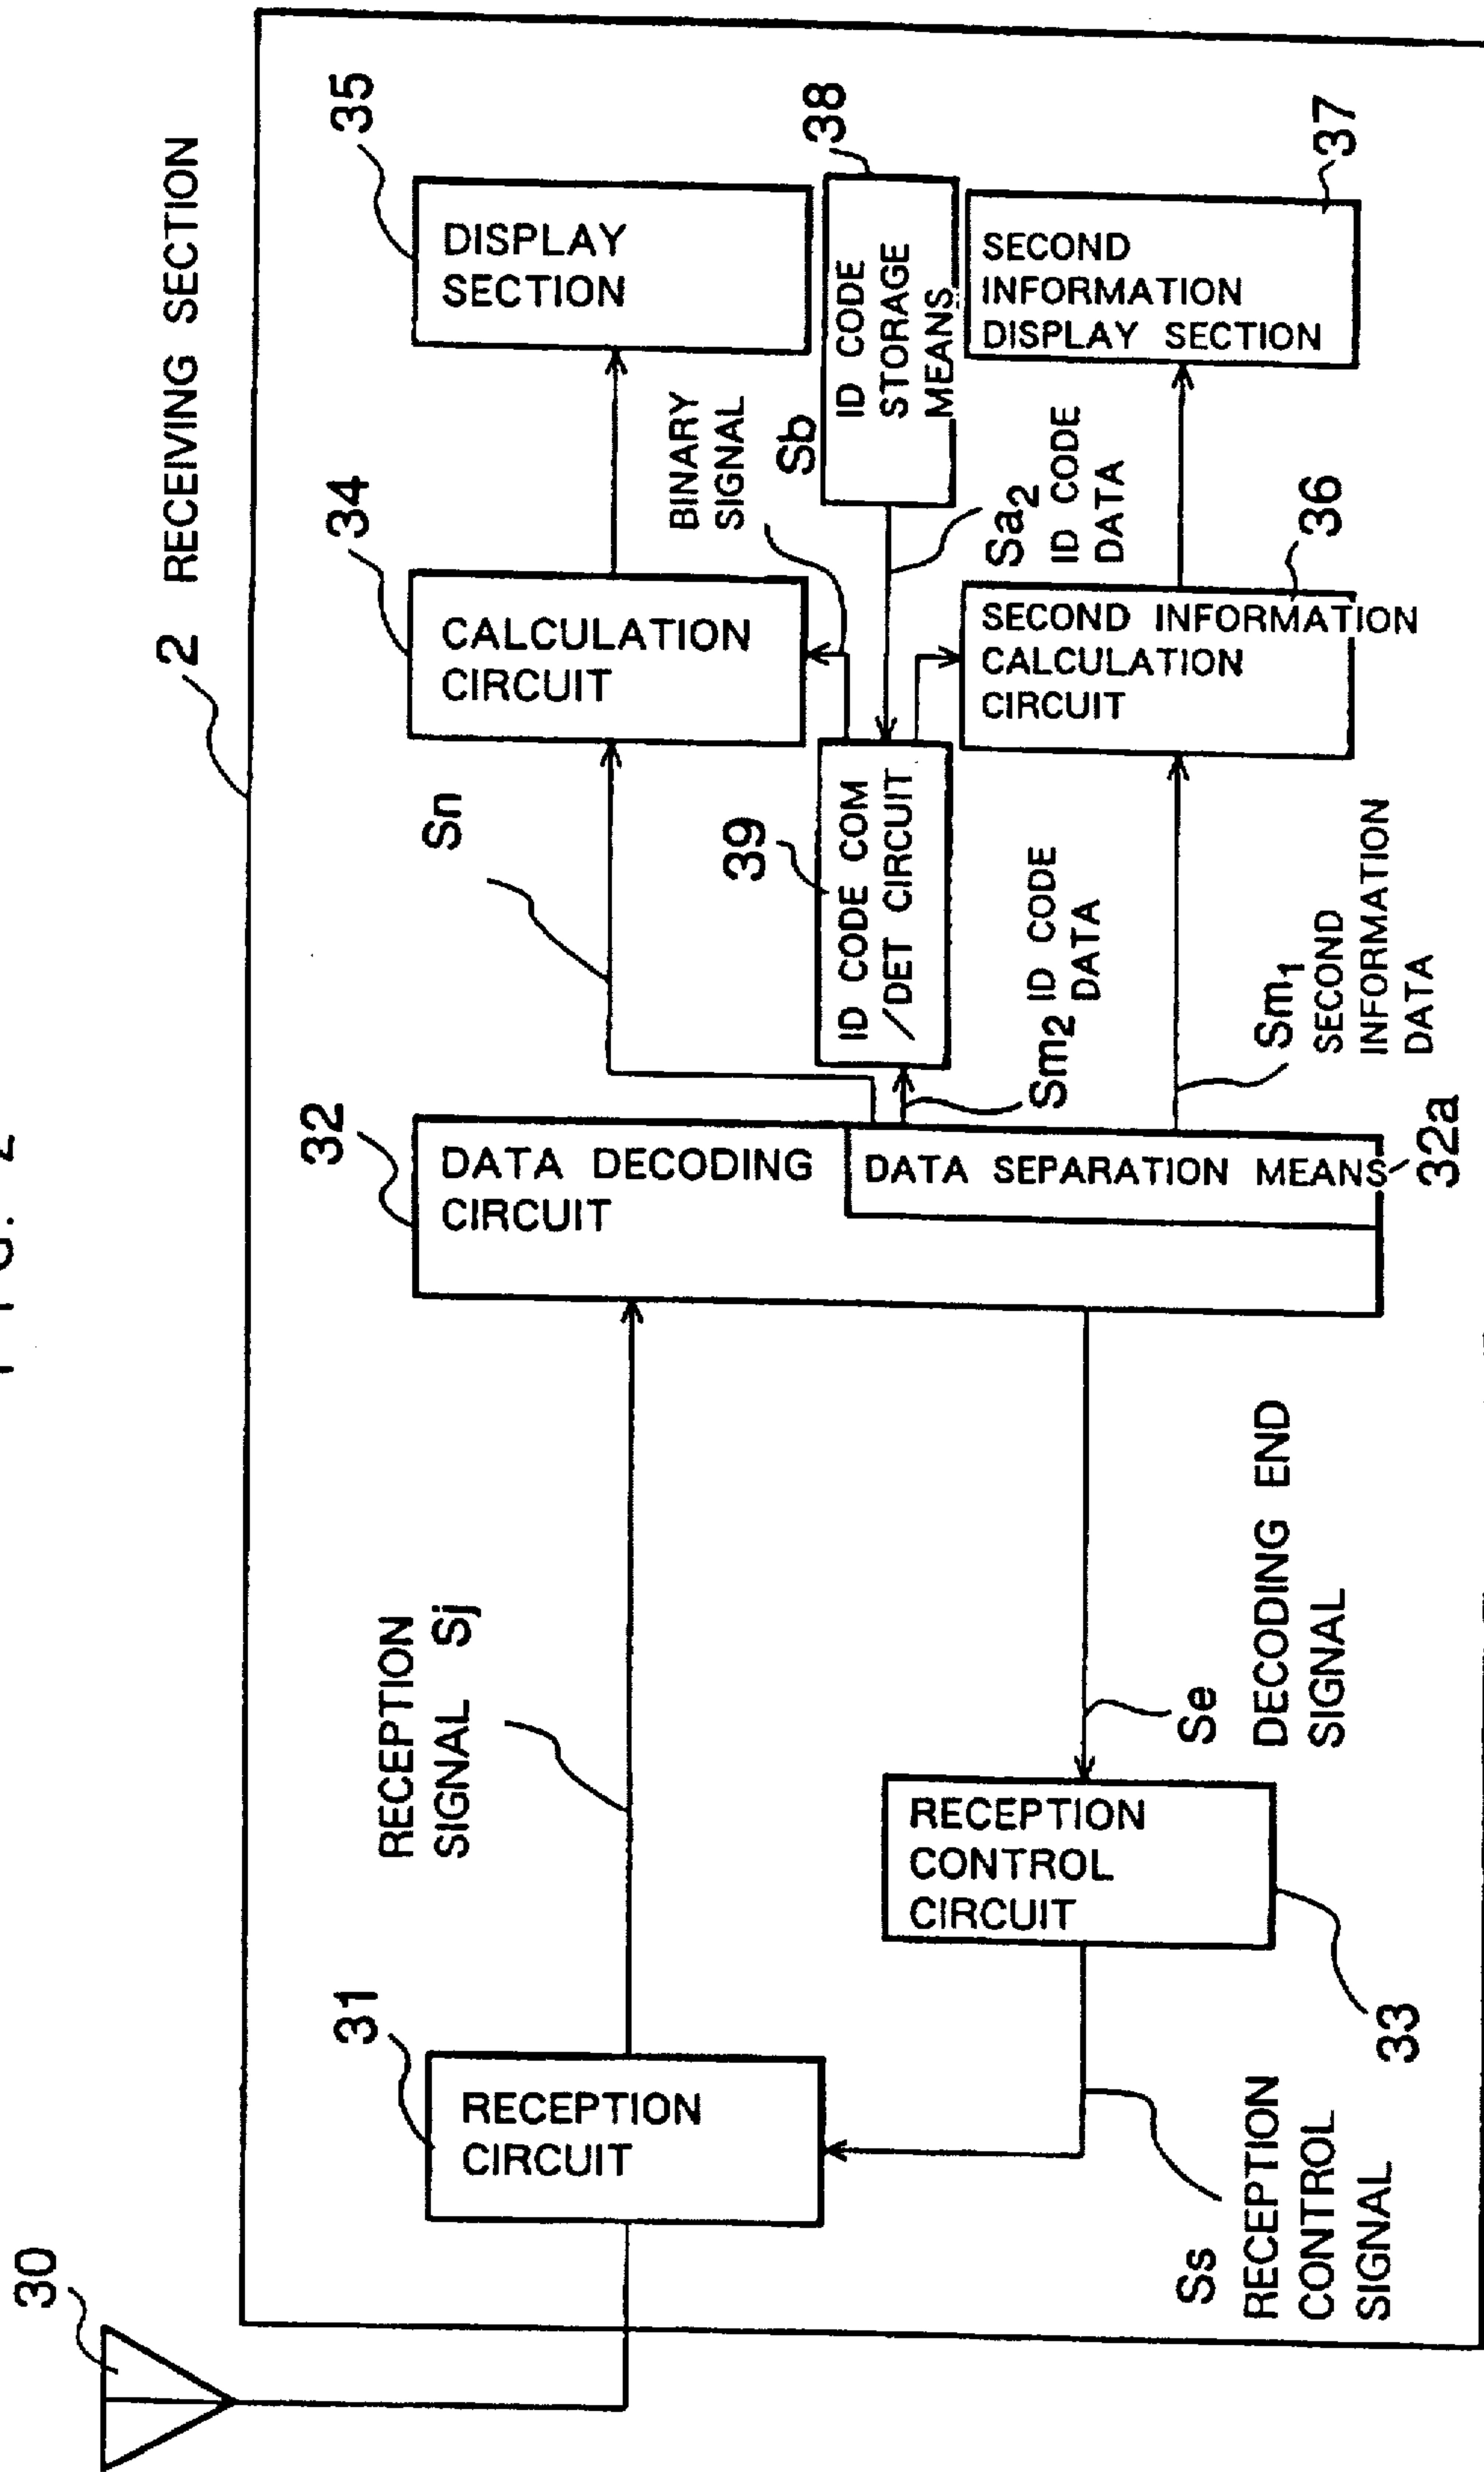 FIG. 2
2 RECEIVING SECTION
30
31
RECEPTION
CIRCUIT
RECEPTION
SIGNAL Sj
32
DATA DECODING
CIRCUIT
DATA SEPARATION MEANS
32a
Sn
34
CALCULATION
CIRCUIT
35
DISPLAY
SECTION
BINARY
SIGNAL
Sb
38
ID CODE
STORAGE
MEANS
39
ID CODE COM
/DET CIRCUIT
Sm2 ID CODE
DATA
Sa2
ID CODE
DATA
36
SECOND INFORMATION
CALCULATION
CIRCUIT
37
SECOND
INFORMATION
DISPLAY SECTION
Sm1
SECOND
INFORMATION
DATA
RECEPTION
CONTROL
CIRCUIT
33
Se
DECODING END
SIGNAL
Ss
RECEPTION
CONTROL
SIGNAL